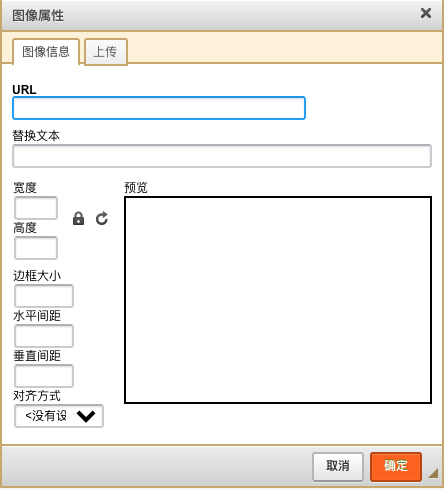 图像属性
图像信息
上传
URL
替换文本
宽度
预览
高度
边框大小
水平间距
垂直间距
对齐方式
<没有设
取消
确定